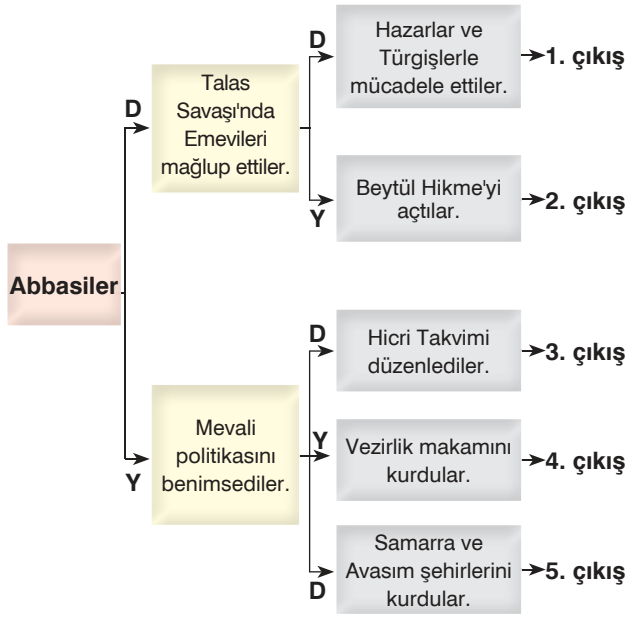 Abbasiler
D
Talas
Savaşı'nda
Emevileri
mağlup ettiler.
D
Hazarlar ve
Türgişlerle
mücadele ettiler.
1. çıkış
Y
Beytül Hikme'yi
açtılar.
2. çıkış
Y
Mevali
politikasını
benimsediler.
D
Hicri Takvimi
düzenlediler.
3. çıkış
Y
Vezirlik makamını
kurdular.
4. çıkış
D
Samarra ve
Avasım şehirlerini
kurdular.
5. çıkış